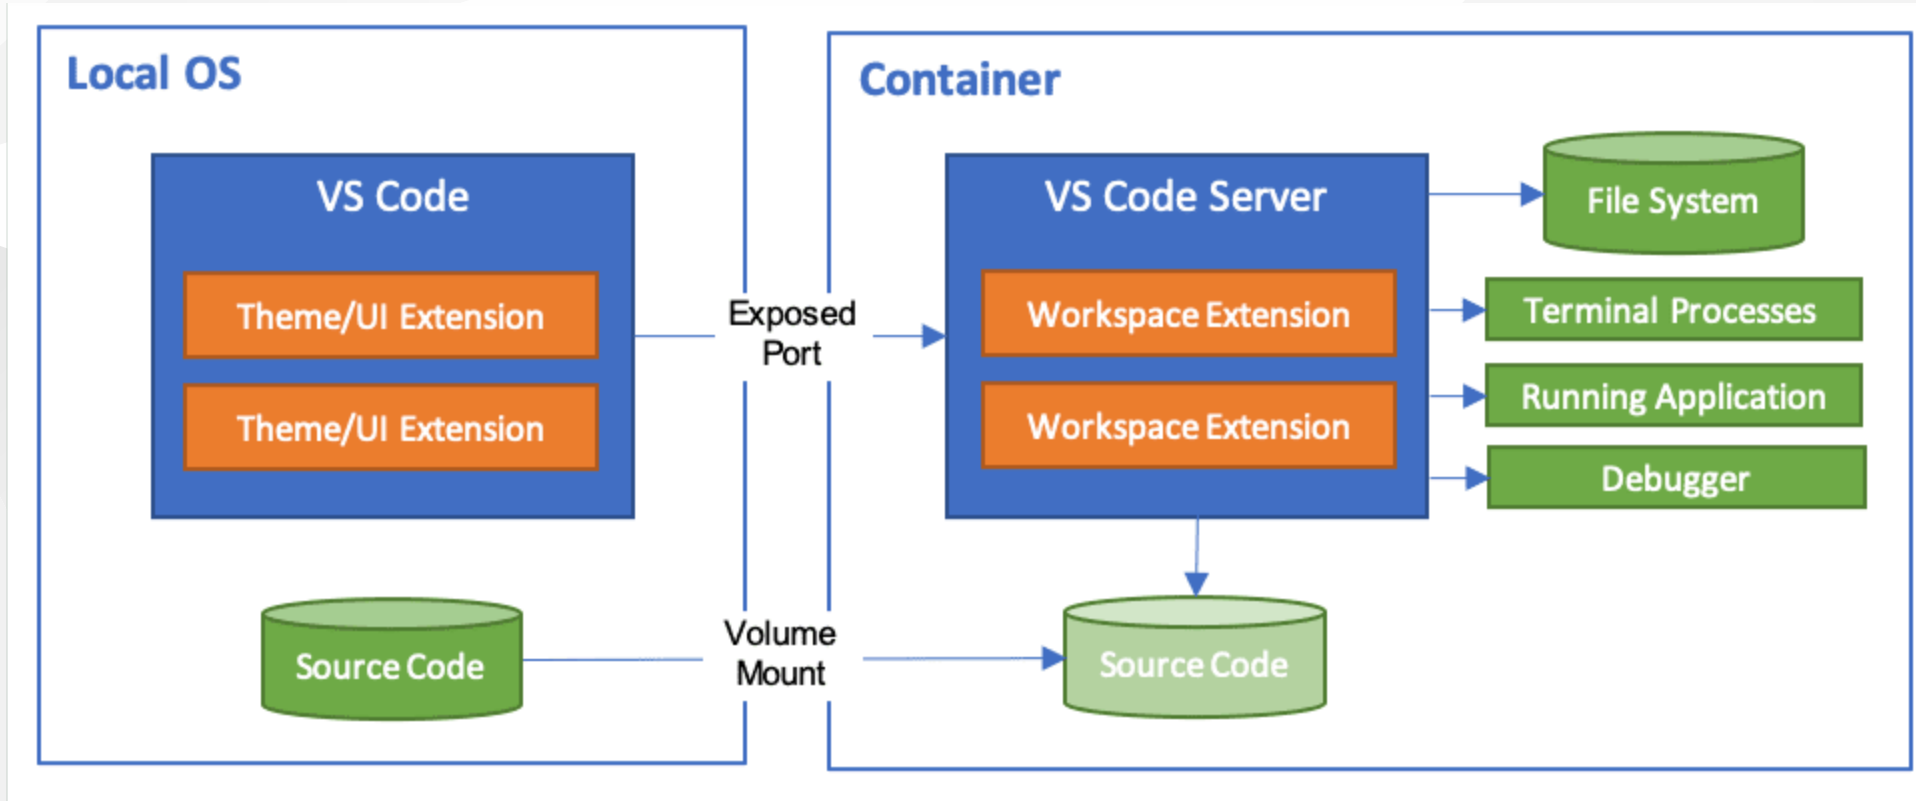 Local OS
VS Code
Theme/UI Extension
Theme/UI Extension
Source Code
Exposed
Port
Volume
Mount
Container
VS Code Server
Workspace Extension
Workspace Extension
Source Code
File System
Terminal Processes
Running Application
Debugger